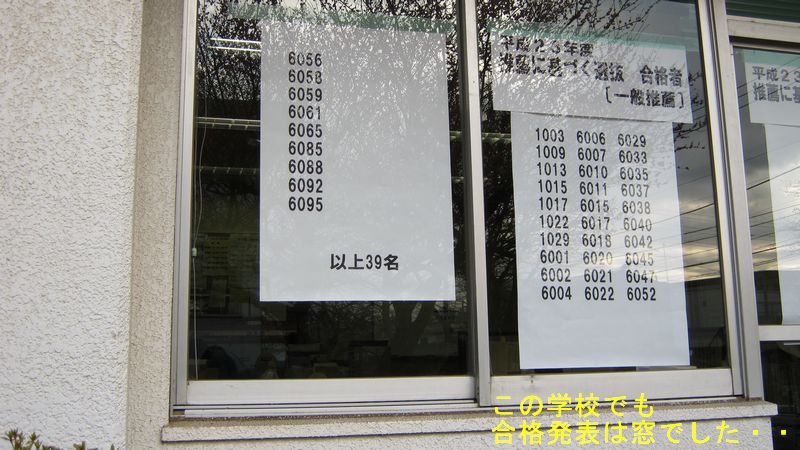 平成23年度
推薦に基づく選抜 合格者
[一般推薦]
1003 6006 6029
1009 6007 6033
1013 6010 6035
1015 6011 6037
1017 6015 6038
1022 6017 6040
1029 6018 6042
6001 6020 6045
6002 6021 6047
6004 6022 6052
6056
6058
6059
6061
6065
6085
6088
6092
6095
以上39名
平成23
推薦に基
この学校でも
合格発表は窓でした・・